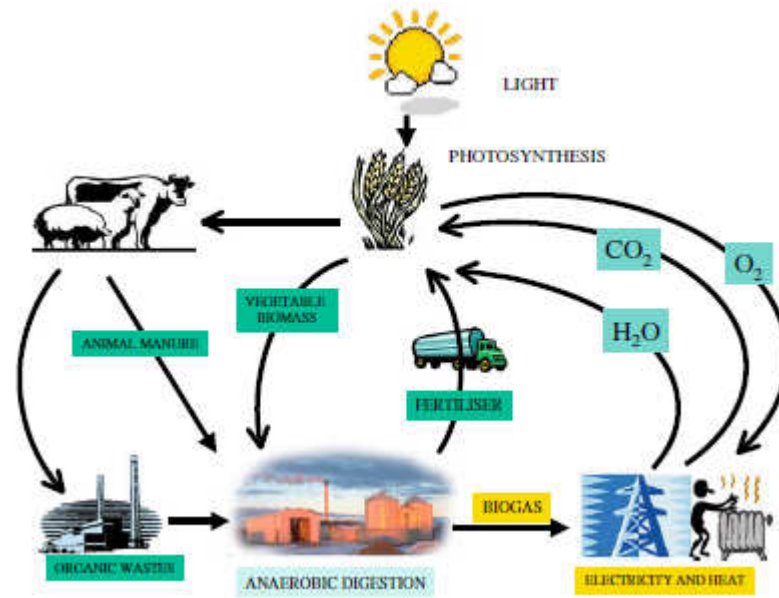 LIGHT
PHOTOSYNTHESIS
CO₂
O₂
H₂O
VEGETABLE
BIOMASS
ANIMAL MANURE
FERTILISER
BIOGAS
ORGANIC WASTES
ANAEROBIC DIGESTION
ELECTRICITY AND HEAT